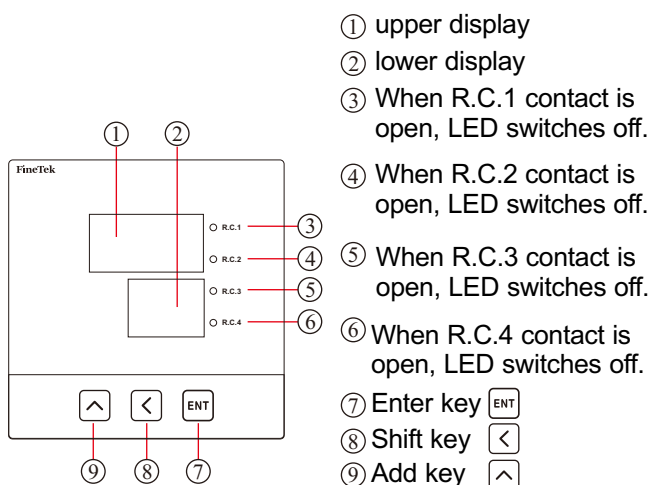 ① upper display
② lower display
③ When R.C.1 contact is
open, LED switches off.
④ When R.C.2 contact is
open, LED switches off.
⑤ When R.C.3 contact is
open, LED switches off.
⑥ When R.C.4 contact is
open, LED switches off.
⑦ Enter key ENT
⑧ Shift key
⑨ Add key
① ②
FineTek
R.C.1 ③
R.C.2 ④
R.C.3 ⑤
R.C.4 ⑥
ENT
⑨ ⑧ ⑦